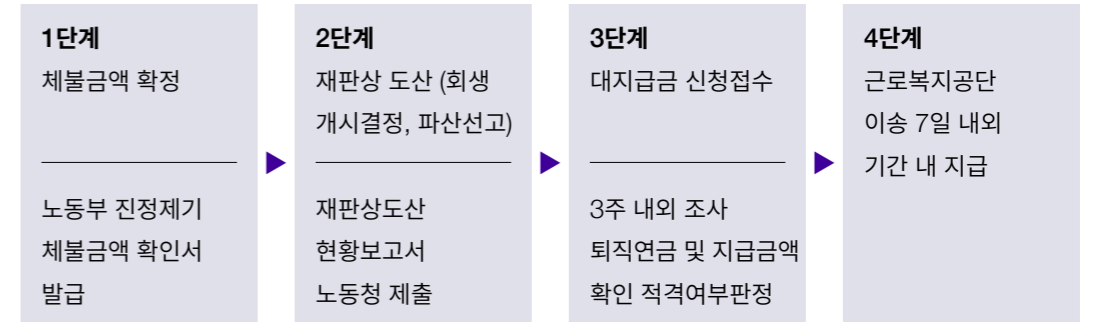 1단계
체불금액 확정
노동부 진정제기
체불금액 확인서
발급
2단계
재판상 도산 (회생
개시결정, 파산선고)
재판상도산
현황보고서
노동청 제출
3단계
대지급금 신청접수
3주 내외 조사
퇴직연금 및 지급금액
확인 적격여부판정
4단계
근로복지공단
이송 7일 내외
기간 내 지급